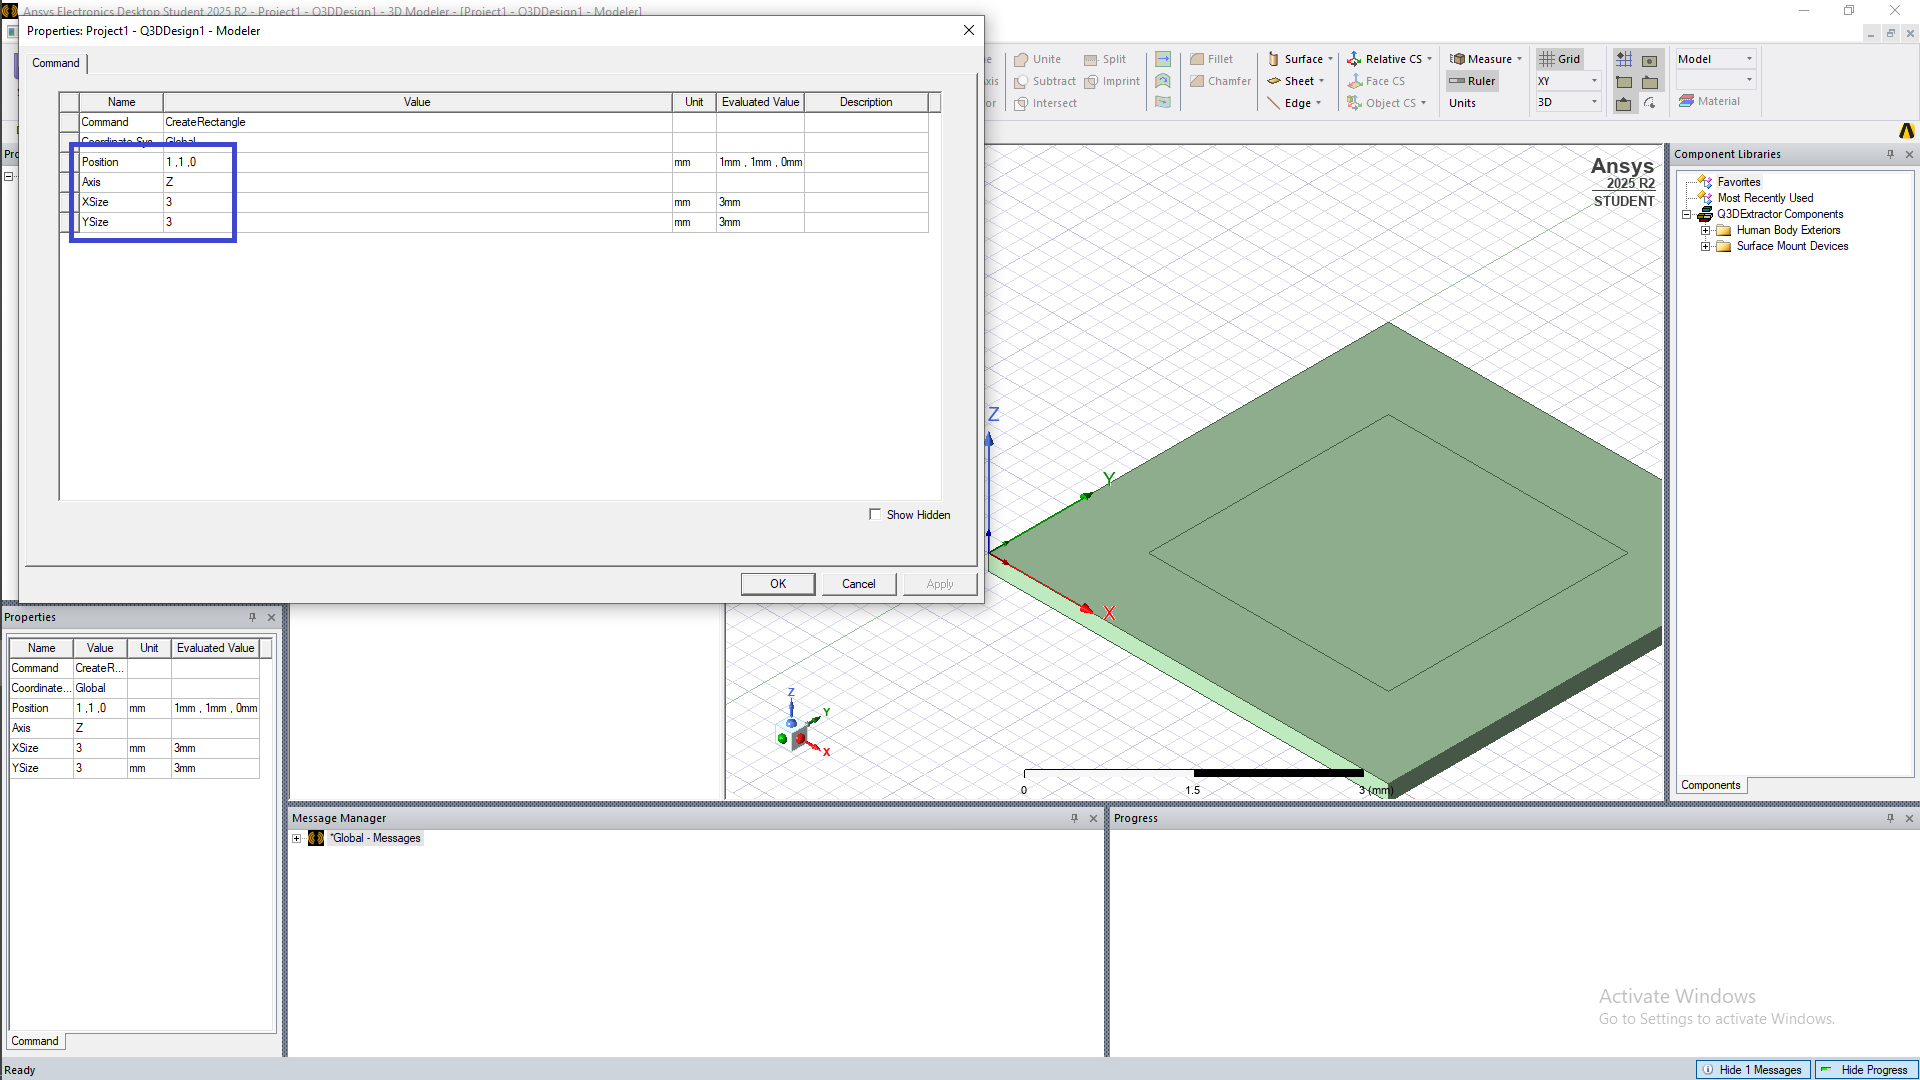 Ansys Electronics Desktop Student 2025 R2 - Project1 - Q3DDesign1 - 3D Modeler - [Project1 - Q3DDesign1 - Modeler]
Properties: Project1 - Q3DDesign1 - Modeler
Command
Name Value Unit Evaluated Value Description
Command CreateRectangle
Coordinate Sys... Global
Position 1 ,1 ,0 mm 1mm , 1mm , 0mm
Axis Z
XSize 3 mm 3mm
YSize 3 mm 3mm
Show Hidden
OK Cancel Apply
Unite Split Fillet Surface Relative CS Measure Grid Model
Subtract Imprint Chamfer Sheet Face CS Ruler XY
Intersect Edge Object CS Units 3D Material
Ansys
2025 R2
STUDENT
Z
Y
X
Z
Y
X
0 1.5 3 (mm)
Component Libraries
Favorites
Most Recently Used
Q3DExtractor Components
Human Body Exteriors
Surface Mount Devices
Components
Properties
Name Value Unit Evaluated Value
Command CreateR...
Coordinate... Global
Position 1 ,1 ,0 mm 1mm , 1mm , 0mm
Axis Z
XSize 3 mm 3mm
YSize 3 mm 3mm
Command
Message Manager
*Global - Messages
Progress
Activate Windows
Go to Settings to activate Windows.
Ready
Hide 1 Messages Hide Progress